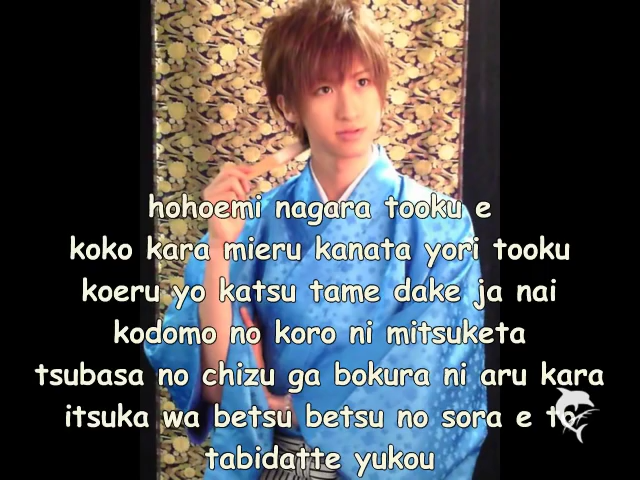 hohoemi nagara tooku e
koko kara mieru kanata yori tooku
koeru yo katsu tame dake ja nai
kodomo no koro ni mitsuketa
tsubasa no chizu ga bokura ni aru kara
itsuka wa betsu betsu no sora e to
tabidatte yukou